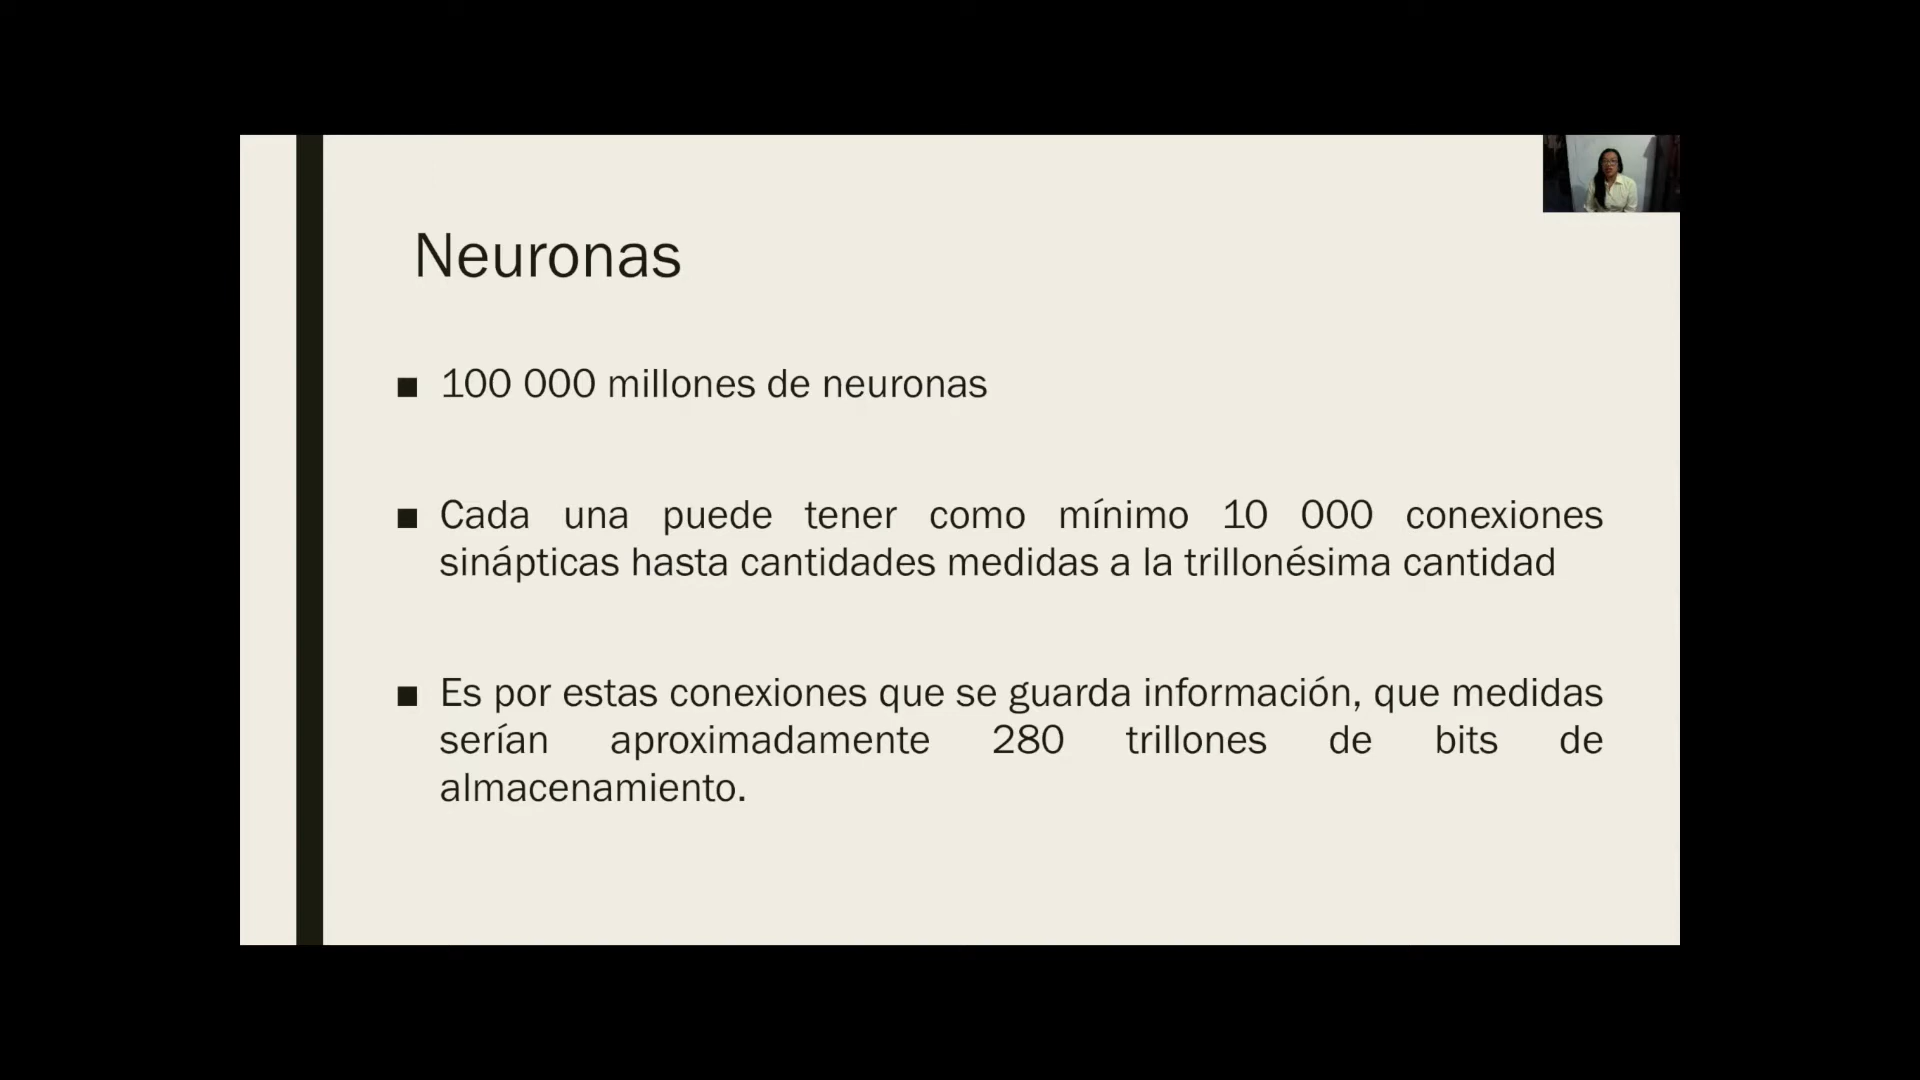 Neuronas
■ 100 000 millones de neuronas
■ Cada una puede tener como mínimo 10 000 conexiones
sinápticas hasta cantidades medidas a la trillonésima cantidad
■ Es por estas conexiones que se guarda información, que medidas
serían aproximadamente 280 trillones de bits de
almacenamiento.